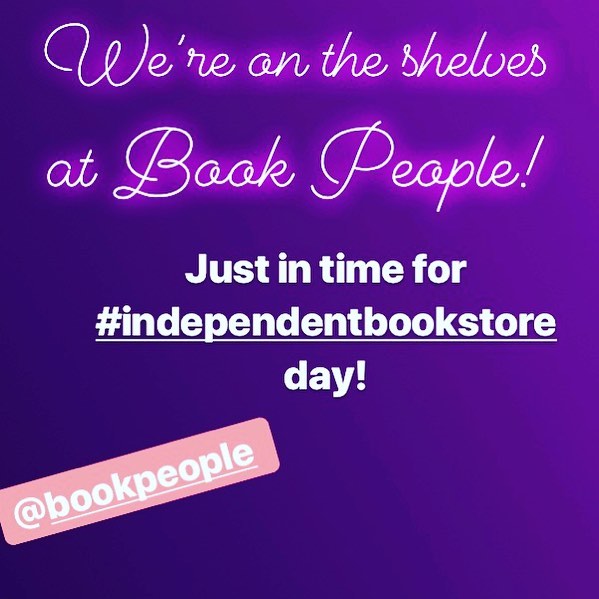 We're on the shelves
at Book People!
Just in time for
#independentbookstore
day!
@bookpeople